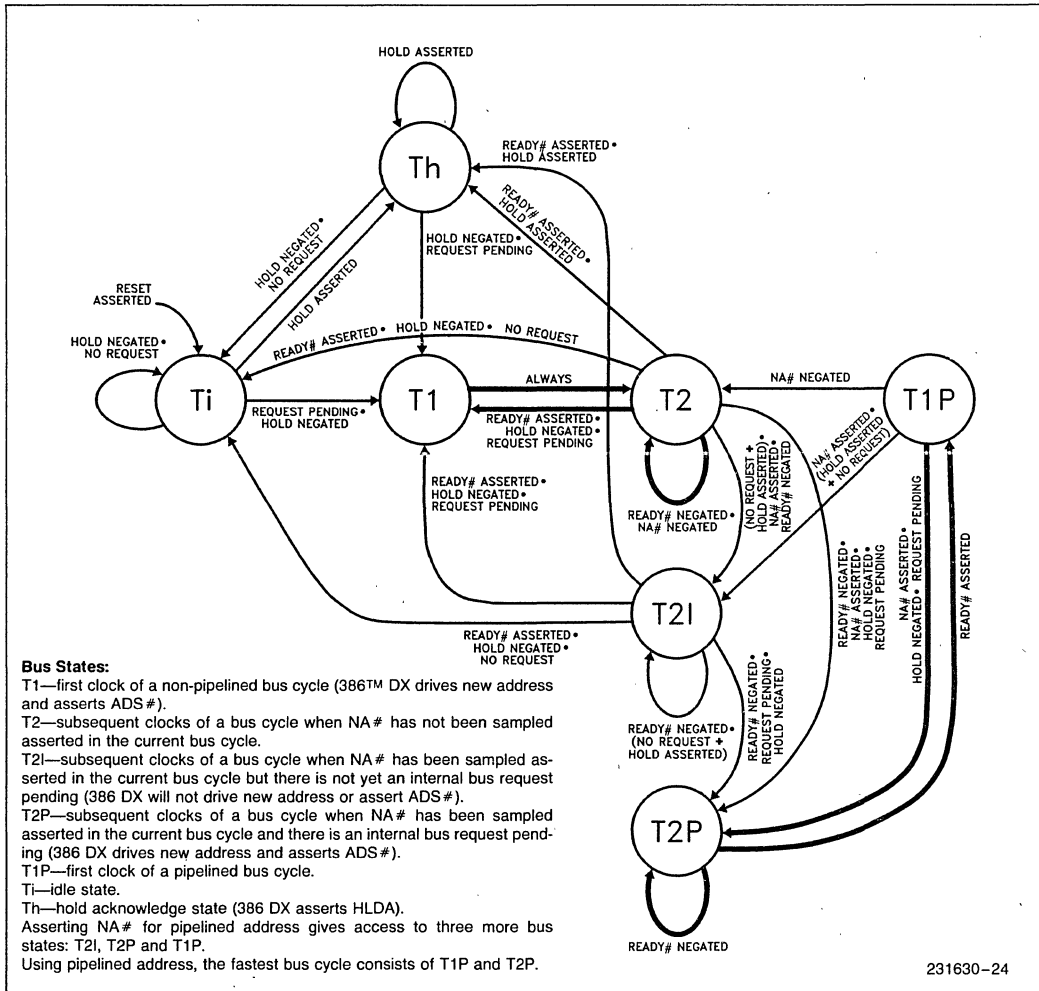 HOLD ASSERTED
Th
READY# ASSERTED•
HOLD ASSERTED
READY# ASSERTED•
HOLD ASSERTED
HOLD NEGATED•
REQUEST PENDING
HOLD NEGATED•
NO REQUEST
HOLD ASSERTED
RESET
ASSERTED
HOLD NEGATED•
NO REQUEST
READY# ASSERTED• HOLD NEGATED• NO REQUEST
Ti
REQUEST PENDING•
HOLD NEGATED
T1
ALWAYS
READY# ASSERTED•
HOLD NEGATED•
REQUEST PENDING
T2
NA# NEGATED
T1P
NA# ASSERTED•
(HOLD ASSERTED
+ NO REQUEST)
READY# ASSERTED•
HOLD NEGATED•
REQUEST PENDING
READY# NEGATED•
NA# NEGATED
(NO REQUEST +
HOLD ASSERTED)•
NA# ASSERTED•
READY# NEGATED
READY# NEGATED•
NA# ASSERTED•
HOLD NEGATED•
REQUEST PENDING
NA# ASSERTED•
HOLD NEGATED• REQUEST PENDING
READY# ASSERTED
T2I
READY# ASSERTED•
HOLD NEGATED•
NO REQUEST
READY# NEGATED•
(NO REQUEST +
HOLD ASSERTED)
READY# NEGATED•
REQUEST PENDING•
HOLD NEGATED
T2P
READY# NEGATED
Bus States:
T1—first clock of a non-pipelined bus cycle (386™ DX drives new address
and asserts ADS#).
T2—subsequent clocks of a bus cycle when NA# has not been sampled
asserted in the current bus cycle.
T2I—subsequent clocks of a bus cycle when NA# has been sampled as-
serted in the current bus cycle but there is not yet an internal bus request
pending (386 DX will not drive new address or assert ADS#).
T2P—subsequent clocks of a bus cycle when NA# has been sampled
asserted in the current bus cycle and there is an internal bus request pend-
ing (386 DX drives new address and asserts ADS#).
T1P—first clock of a pipelined bus cycle.
Ti—idle state.
Th—hold acknowledge state (386 DX asserts HLDA).
Asserting NA# for pipelined address gives access to three more bus
states: T2I, T2P and T1P.
Using pipelined address, the fastest bus cycle consists of T1P and T2P.
231630–24